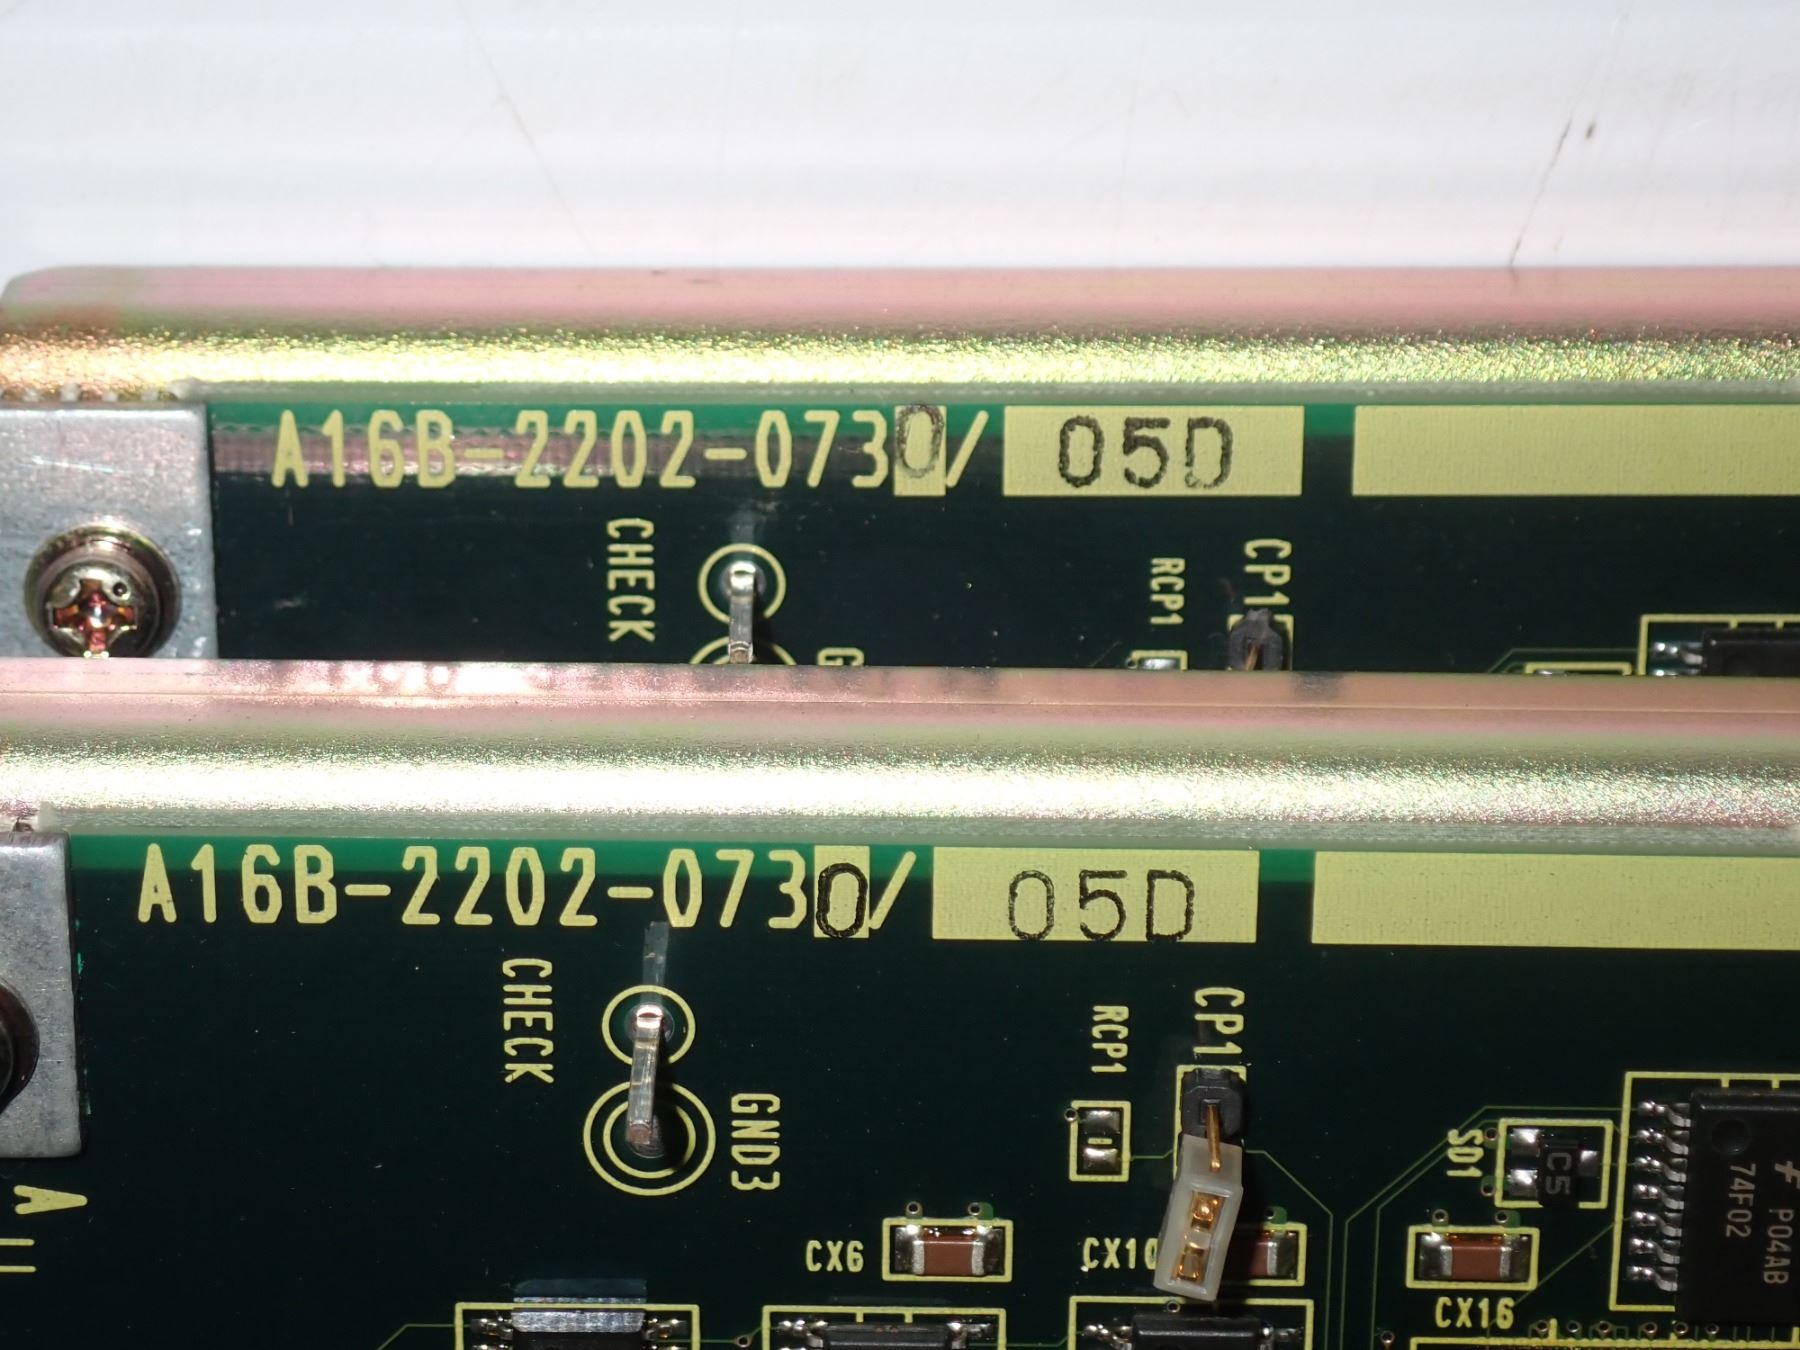 A16B-2202-0730/ 05D
CHECK
RCP1
CP1
A16B-2202-0730/ 05D
CHECK
GND3
RCP1
CP1
SD1
C5
74F02
P04AB
CX6
CX10
CX16